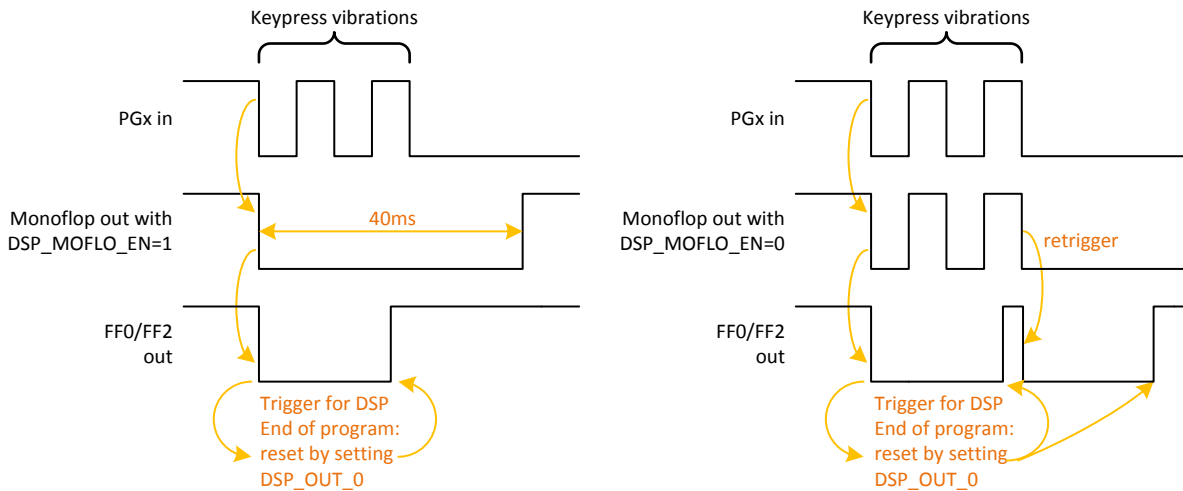 Keypress vibrations
PGx in
Monoflop out with
DSP_MOFLO_EN=1
40ms
FF0/FF2
out
Trigger for DSP
End of program:
reset by setting
DSP_OUT_0
Keypress vibrations
PGx in
Monoflop out with
DSP_MOFLO_EN=0
retrigger
FF0/FF2
out
Trigger for DSP
End of program:
reset by setting
DSP_OUT_0